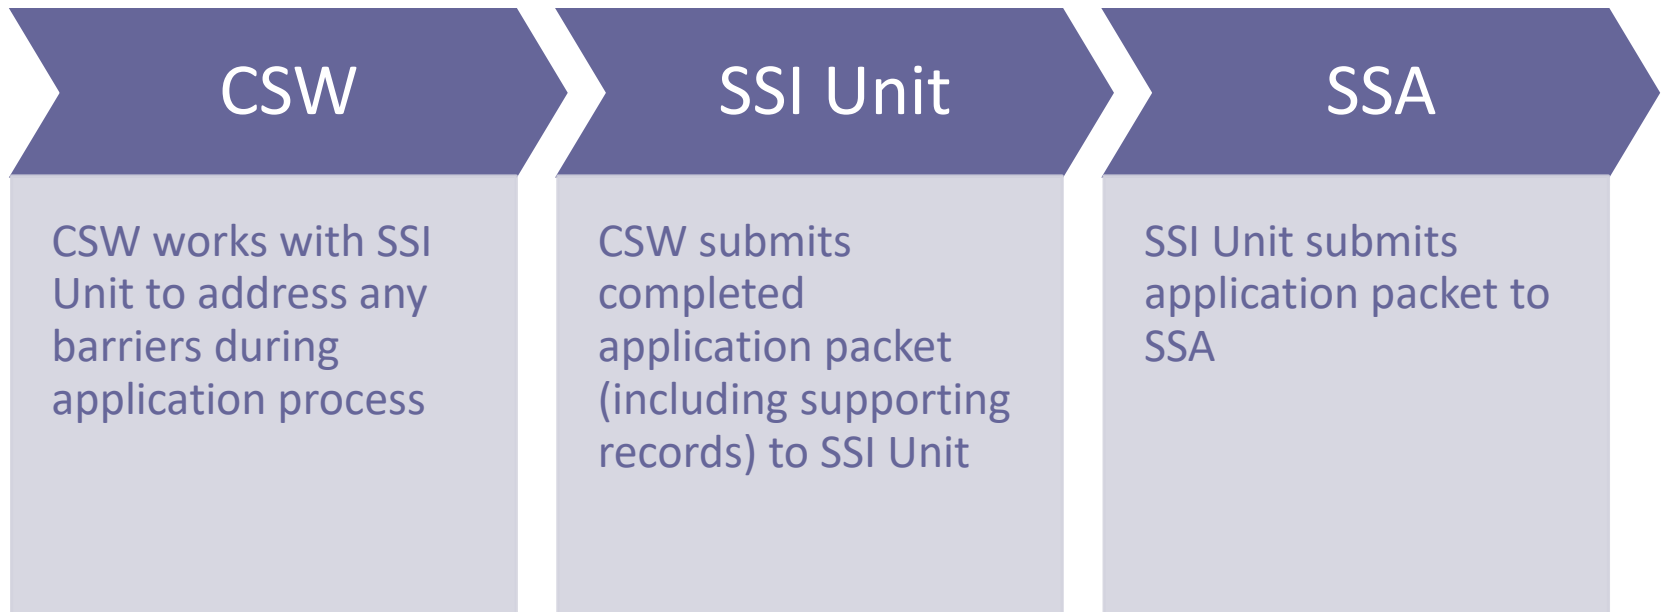 CSW
CSW works with SSI
Unit to address any
barriers during
application process
SSI Unit
CSW submits
completed
application packet
(including supporting
records) to SSI Unit
SSA
SSI Unit submits
application packet to
SSA